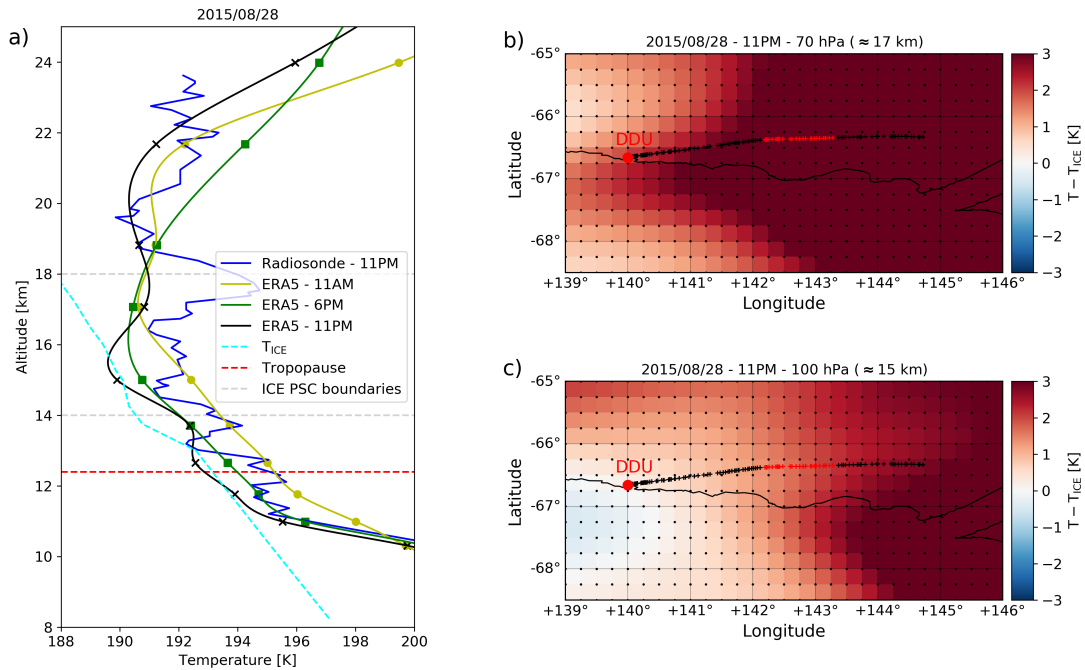 2015/08/28
a)
24
22
20
18
16
14
12
10
8
Altitude [km]
188
190
192
194
196
198
200
Temperature [K]
Radiosonde - 11PM
ERA5 - 11AM
ERA5 - 6PM
ERA5 - 11PM
T_ICE
Tropopause
ICE PSC boundaries
b)
2015/08/28 - 11PM - 70 hPa ( ≈ 17 km)
-65°
-66°
-67°
-68°
Latitude
DDU
+139°
+140°
+141°
+142°
+143°
+144°
+145°
+146°
Longitude
3
2
1
0
−1
−2
−3
T − T_ICE [K]
c)
2015/08/28 - 11PM - 100 hPa ( ≈ 15 km)
-65°
-66°
-67°
-68°
Latitude
DDU
+139°
+140°
+141°
+142°
+143°
+144°
+145°
+146°
Longitude
3
2
1
0
−1
−2
−3
T − T_ICE [K]